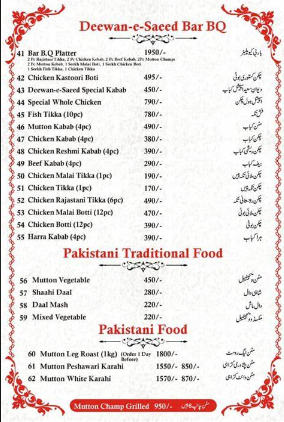 Deewan-e-Saeed Bar BQ
41 Bar B.Q Platter 1950/- باربی کیو پلیٹر
2 Pc Rajastani Tikka, 2 Pc Chicken Kabab, 2 Pc Beef Kabab, 2Pc Mutton Champs
2 Pc Mutton Kabab, 1 Seekh Malai Boti, 1 Seekh Chicken Boti
1 Seekh Fish Tikka, 1 Chicken Tikka
42 Chicken Kastoori Boti 495/- چکن کستوری بوٹی
43 Deewan-e-Saeed Special Kabab 450/- دیوان سعید اسپیشل کباب
44 Special Whole Chicken 790/- اسپیشل ہول چکن
45 Fish Tikka (10pc) 780/- فش تکہ
46 Mutton Kabab (4pc) 490/- مٹن کباب
47 Chicken Kabab (4pc) 380/- چکن کباب
48 Chicken Reshmi Kabab (4pc) 390/- چکن ریشمی کباب
49 Beef Kabab (4pc) 290/- بیف کباب
50 Chicken Malai Tikka (1pc) 190/- چکن ملائی تکہ پیس
51 Chicken Tikka (1pc) 170/- چکن تکہ پیس
52 Chicken Rajastani Tikka (6pc) 490/- چکن راجستھانی تکہ
53 Chicken Malai Botti (12pc) 470/- چکن ملائی بوٹی
54 Chicken Botti (12pc) 390/- چکن بوٹی
55 Harra Kabab (4pc) 390/- ہرا کباب
Pakistani Traditional Food
56 Mutton Vegetable 450/- مٹن ویجیٹیبل
57 Shaahi Daal 280/- شاہی دال
58 Daal Mash 220/- دال ماش
59 Mixed Vegetable 220/- مکسڈ ویجیٹیبل
Pakistani Food
60 Mutton Leg Roast (1kg) (Order 1 Day Before) 1800/- مٹن لیگ روسٹ
61 Mutton Peshawari Karahi 1550/- 850/- مٹن پشاوری کڑاہی
62 Mutton White Karahi 1570/- 870/- مٹن وائٹ کڑاہی
Mutton Champ Grilled 950/- مٹن چانپ